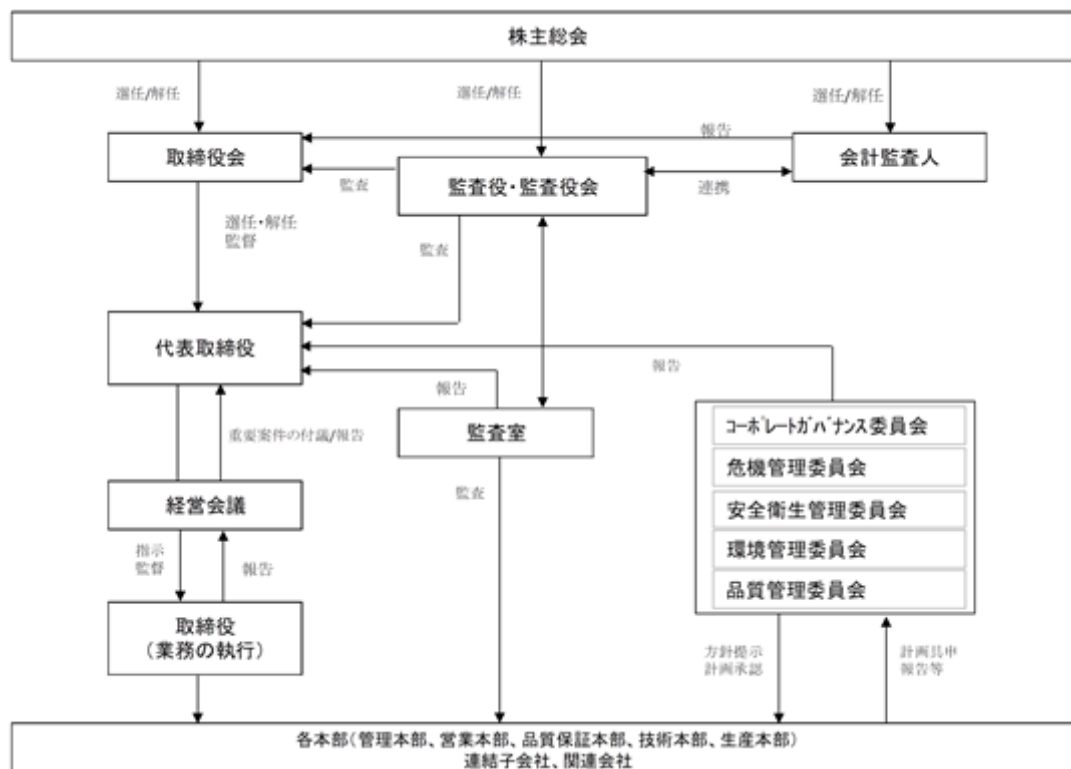 株主総会
選任/解任
選任/解任
選任/解任
報告
取締役会
会計監査人
監査
監査役・監査役会
連携
選任・解任
監督
監査
代表取締役
報告
報告
重要案件の付議/報告
監査室
コーポレートガバナンス委員会
危機管理委員会
安全衛生管理委員会
環境管理委員会
品質管理委員会
監査
経営会議
指示
監督
報告
取締役
（業務の執行）
方針提示
計画承認
計画具申
報告等
各本部（管理本部、営業本部、品質保証本部、技術本部、生産本部）
連結子会社、関連会社